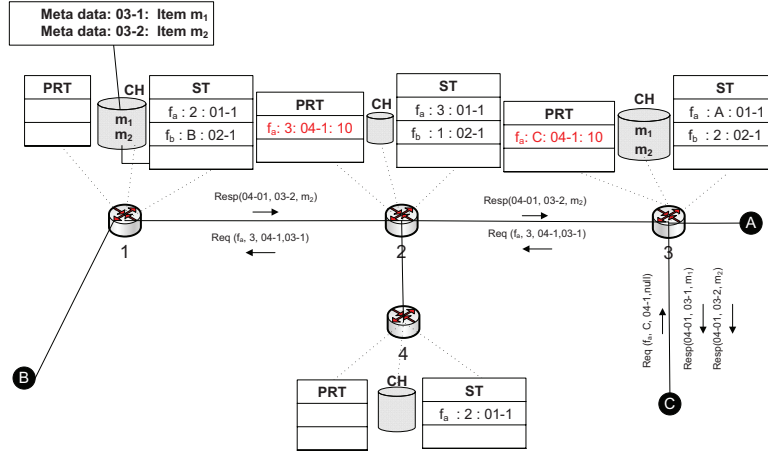 Meta data: 03-1: Item m₁
Meta data: 03-2: Item m₂
PRT
CH
m₁
m₂
ST
fₐ : 2 : 01-1
f_b : B : 02-1
PRT
fₐ: 3: 04-1: 10
CH
ST
fₐ : 3 : 01-1
f_b : 1 : 02-1
PRT
fₐ: C: 04-1: 10
CH
m₁
m₂
ST
fₐ : A : 01-1
f_b : 2 : 02-1
Resp(04-01, 03-2, m₂)
Req (fₐ, 3, 04-1,03-1)
Resp(04-01, 03-2, m₂)
Req (fₐ, 3, 04-1,03-1)
1
2
3
A
Req (fₐ, C, 04-1,null)
Resp(04-01, 03-1, m₁)
Resp(04-01, 03-2, m₂)
4
B
C
PRT
CH
ST
fₐ : 2 : 01-1